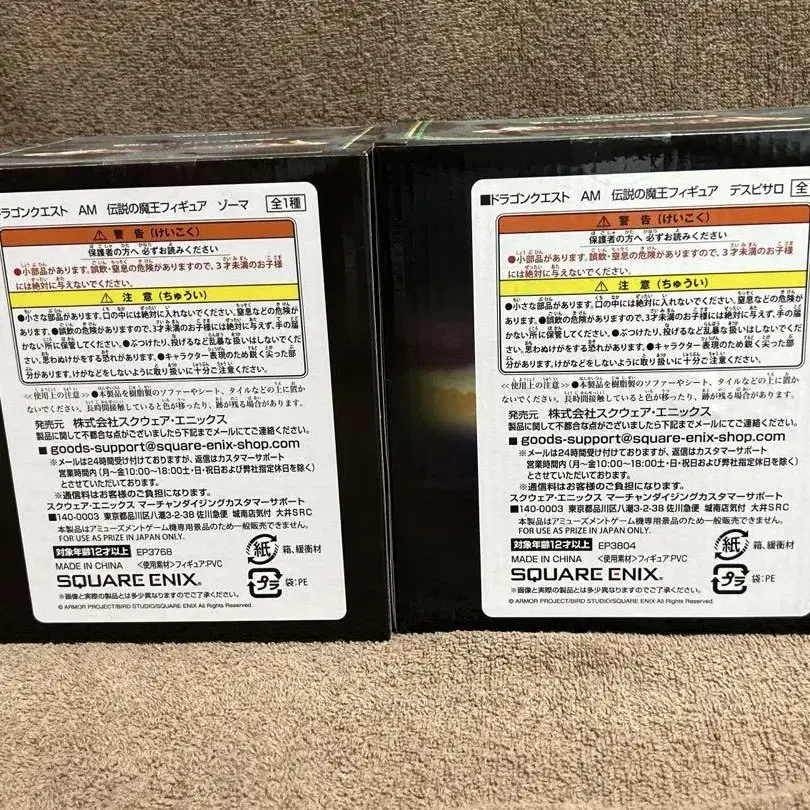 ドラゴンクエスト AM 伝説の魔王フィギュア ゾーマ 全1種
⚠ 警告(けいこく)
保護者の方へ 必ずお読みください
●小部品があります。誤飲・窒息の危険がありますので、3才未満のお子様
には絶対に与えないでください。
⚠ 注意(ちゅうい)
●小さな部品があります。口の中には絶対に入れないでください。窒息などの危険が
あります。●誤飲の危険がありますので、3才未満のお子様には絶対に与えず、手の届
かない所に保管してください。●ぶつけたり、投げるなど乱暴な扱いはしないでくだ
さい。思わぬけがをする恐れがあります。●キャラクター表現のため鋭く尖った部
分があります。けがなどをしないように取り扱いに十分ご注意ください。
≪使用上の注意≫●本製品を樹脂製のソファーやシート、タイルなどの上に置か
ないでください。長時間接触していると色が移ったり、跡が残る場合があります。
発売元 株式会社スクウェア・エニックス
製品に関して不都合な点がございましたら下記までメールにてご連絡ください。
■goods-support@square-enix-shop.com
※メールは24時間受け付けておりますが、返信はカスタマーサポート
営業時間内(月〜金10:00〜18:00土・日・祝日および弊社指定休日を除く)
とさせていただいております。
※通信料はお客様のご負担になります。
スクウェア・エニックス マーチャンダイジングカスタマーサポート
■140-0003 東京都品川区八潮3-2-38 佐川急便 城南店気付 大井SRC
本製品はアミューズメントゲーム機専用景品のため一般販売できません。
FOR USE AS PRIZE IN JAPAN ONLY.
対象年齢12才以上 EP3768
MADE IN CHINA <使用素材>フィギュア:PVC
紙 箱、緩衝材
SQUARE ENIX.
プラ 袋:PE
※画像と実際の製品とは多少異なりますのでご了承ください。
© ARMOR PROJECT/BIRD STUDIO/SQUARE ENIX All Rights Reserved.
■ドラゴンクエスト AM 伝説の魔王フィギュア デスピサロ 全
⚠ 警告(けいこく)
保護者の方へ 必ずお読みください
●小部品があります。誤飲・窒息の危険がありますので、3才未満のお子様
には絶対に与えないでください。
⚠ 注意(ちゅうい)
●小さな部品があります。口の中には絶対に入れないでください。窒息などの危険が
あります。●誤飲の危険がありますので、3才未満のお子様には絶対に与えず、手の届
かない所に保管してください。●ぶつけたり、投げるなど乱暴な扱いはしないでくだ
さい。思わぬけがをする恐れがあります。●キャラクター表現のため鋭く尖った部
分があります。けがなどをしないように取り扱いに十分ご注意ください。
≪使用上の注意≫●本製品を樹脂製のソファーやシート、タイルなどの上に置か
ないでください。長時間接触していると色が移ったり、跡が残る場合があります。
発売元 株式会社スクウェア・エニックス
製品に関して不都合な点がございましたら下記までメールにてご連絡ください。
■goods-support@square-enix-shop.com
※メールは24時間受け付けておりますが、返信はカスタマーサポート
営業時間内(月〜金10:00〜18:00土・日・祝日および弊社指定休日を除く)
とさせていただいております。
※通信料はお客様のご負担になります。
スクウェア・エニックス マーチャンダイジングカスタマーサポート
■140-0003 東京都品川区八潮3-2-38 佐川急便 城南店気付 大井SRC
本製品はアミューズメントゲーム機専用景品のため一般販売できません。
FOR USE AS PRIZE IN JAPAN ONLY.
対象年齢12才以上 EP3804
MADE IN CHINA <使用素材>フィギュア:PVC
紙 箱、緩衝材
SQUARE ENIX.
プラ 袋:PE
※画像と実際の製品とは多少異なりますのでご了承ください。
© ARMOR PROJECT/BIRD STUDIO/SQUARE ENIX All Rights Reserved.